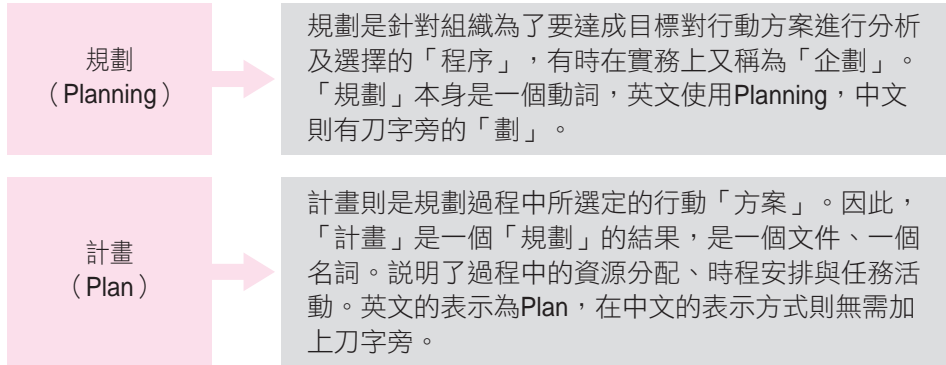 規劃
（Planning）
規劃是針對組織為了要達成目標對行動方案進行分析
及選擇的「程序」，有時在實務上又稱為「企劃」。
「規劃」本身是一個動詞，英文使用Planning，中文
則有刀字旁的「劃」。
計畫
（Plan）
計畫則是規劃過程中所選定的行動「方案」。因此，
「計畫」是一個「規劃」的結果，是一個文件、一個
名詞。說明了過程中的資源分配、時程安排與任務活
動。英文的表示為Plan，在中文的表示方式則無需加
上刀字旁。